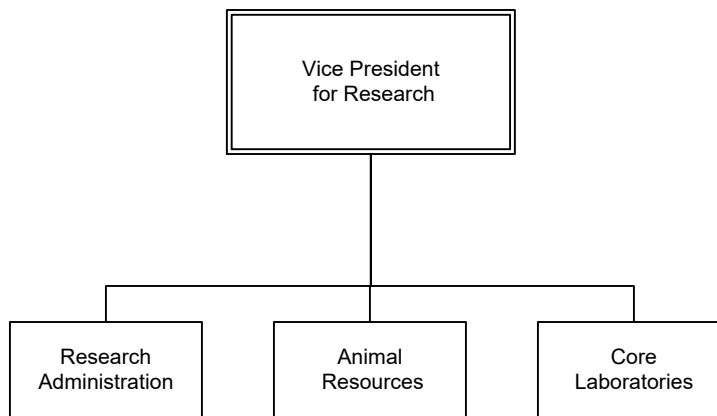 Vice President
for Research
Research
Administration
Animal
Resources
Core
Laboratories